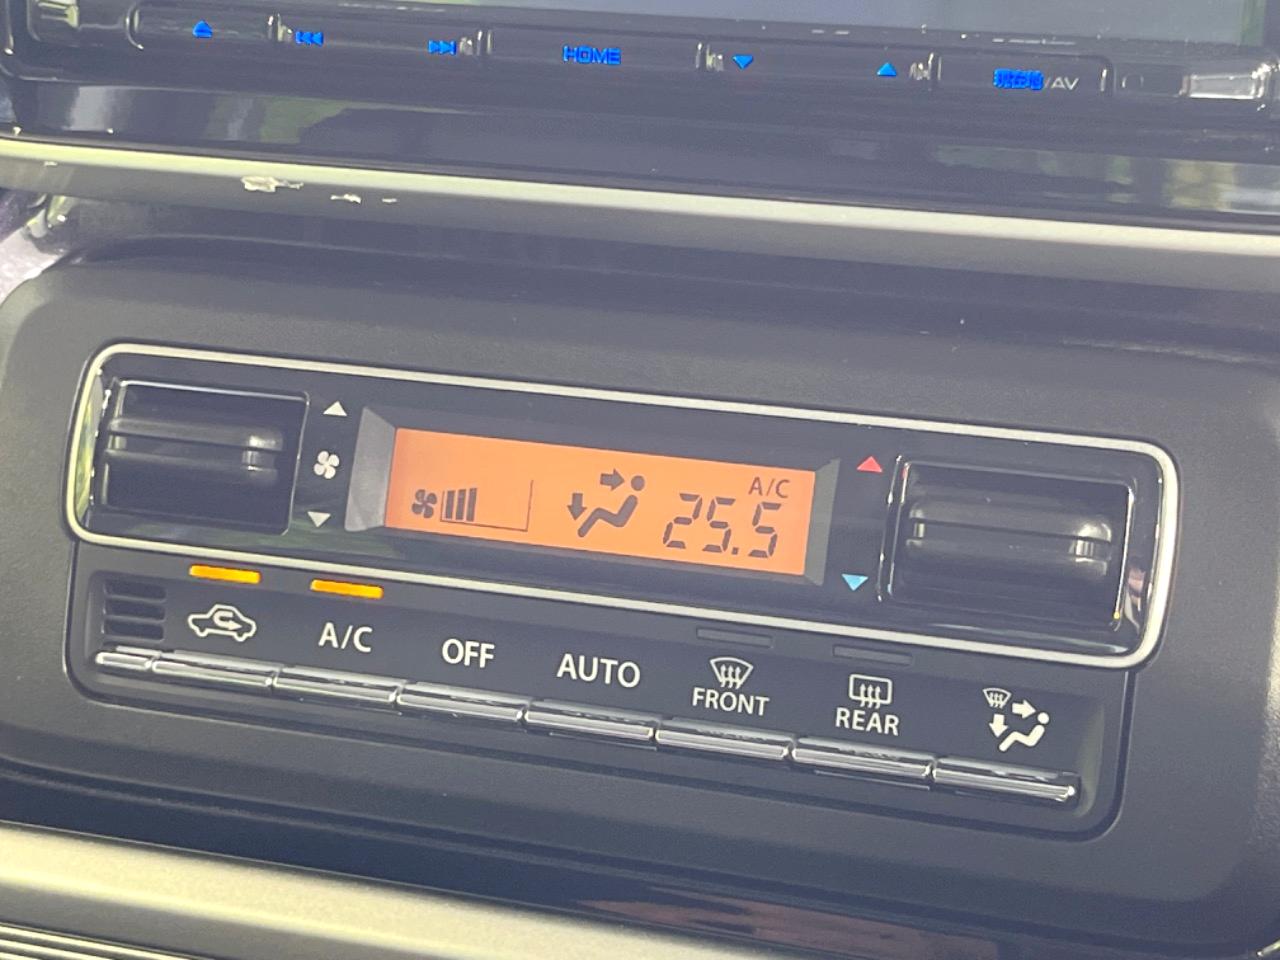 HOME
現在地/AV
A/C
25.5
A/C
OFF
AUTO
FRONT
REAR